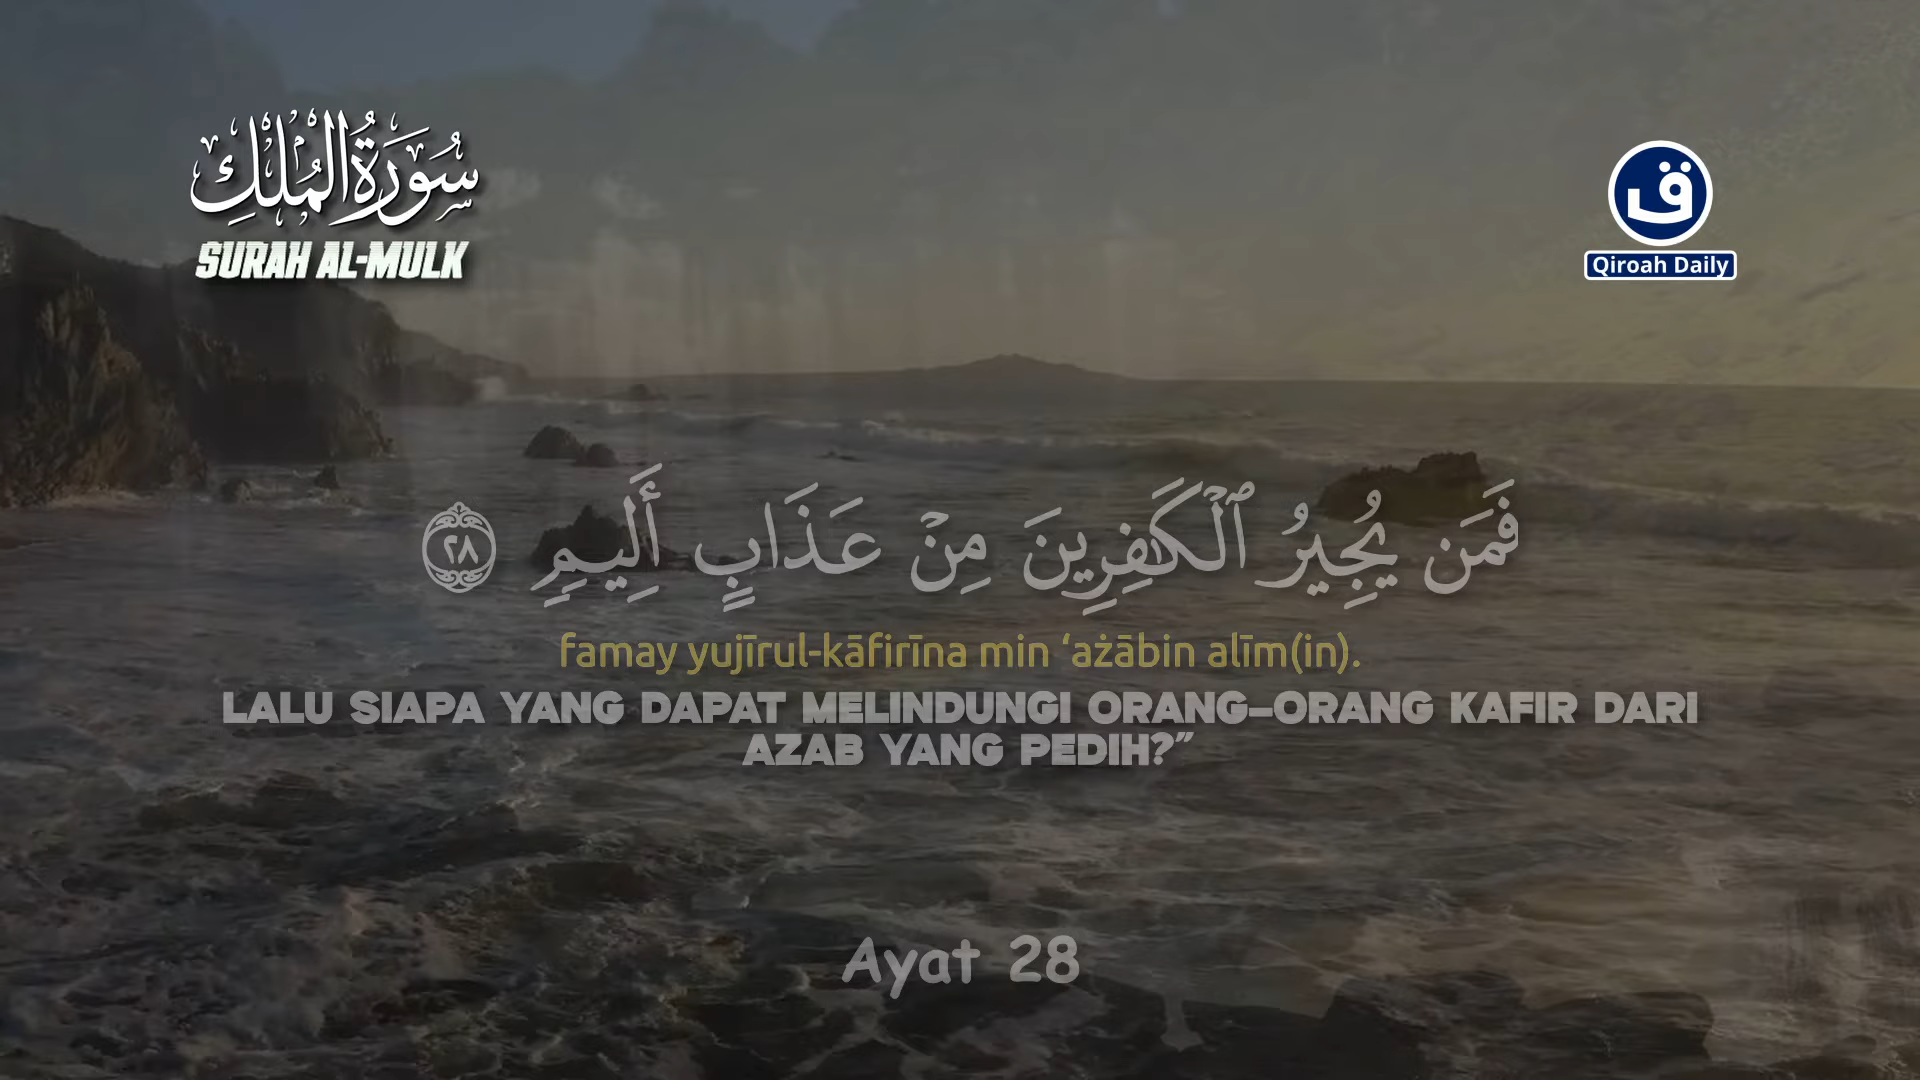 سُورَةُ الْمُلْكِ
SURAH AL-MULK
ق
Qiroah Daily
فَمَن يُجِيرُ ٱلْكَـٰفِرِينَ مِنْ عَذَابٍ أَلِيمٍ ٢٨
famay yujīrul-kāfirīna min ‘ażābin alīm(in).
LALU SIAPA YANG DAPAT MELINDUNGI ORANG-ORANG KAFIR DARI
AZAB YANG PEDIH?”
Ayat 28